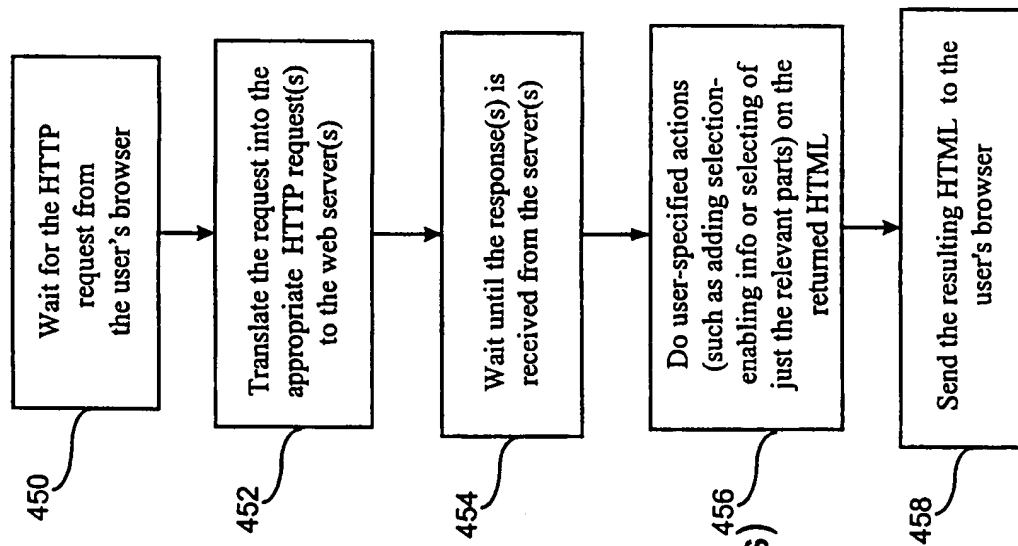 450
Wait for the HTTP
request from
the user's browser
452
Translate the request into the
appropriate HTTP request(s)
to the web server(s)
454
Wait until the response(s) is
received from the server(s)
456
Do user-specified actions
(such as adding selection-
enabling info or selecting of
just the relevant parts) on the
returned HTML
s)
458
Send the resulting HTML to the
user's browser